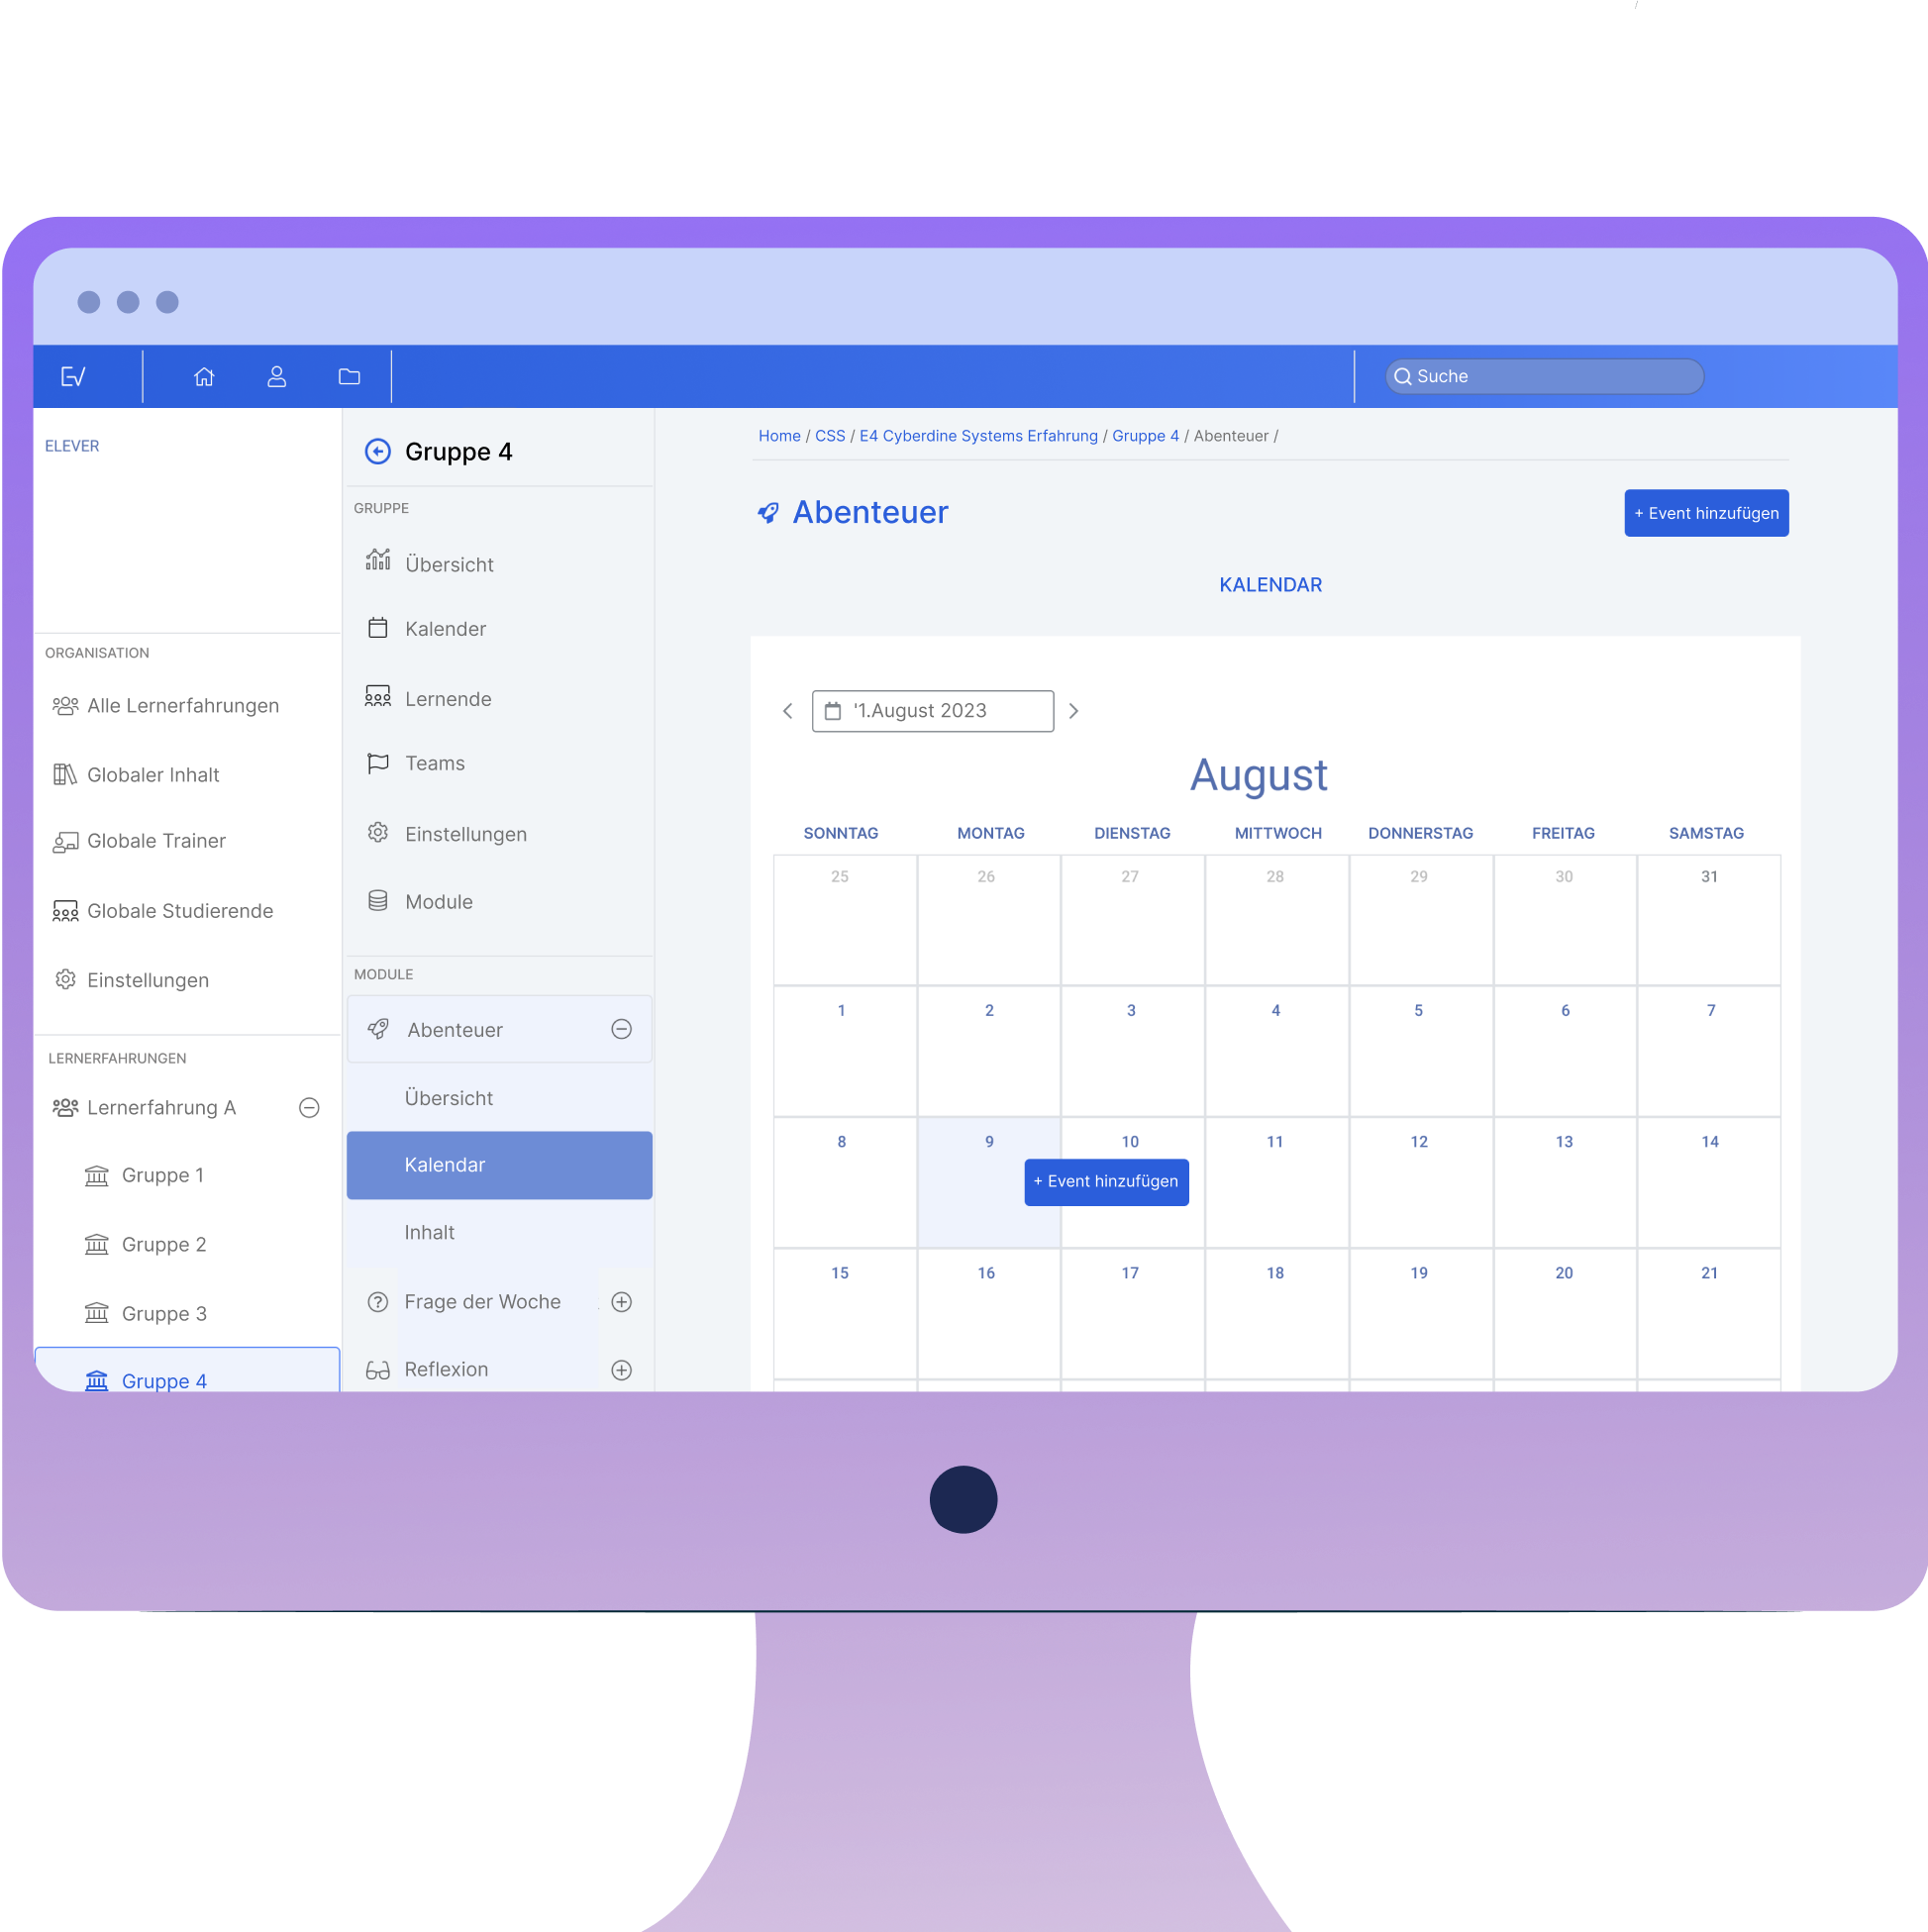 Suche
ELEVER
ORGANISATION
Alle Lernerfahrungen
Globaler Inhalt
Globale Trainer
Globale Studierende
Einstellungen
LERNERFAHRUNGEN
Lernerfahrung A
Gruppe 1
Gruppe 2
Gruppe 3
Gruppe 4
Gruppe 4
GRUPPE
Übersicht
Kalender
Lernende
Teams
Einstellungen
Module
MODULE
Abenteuer
Übersicht
Kalendar
Inhalt
Frage der Woche
Reflexion
Home / CSS / E4 Cyberdine Systems Erfahrung / Gruppe 4 / Abenteuer /
Abenteuer
+ Event hinzufügen
KALENDAR
'1.August 2023
August
SONNTAG MONTAG DIENSTAG MITTWOCH DONNERSTAG FREITAG SAMSTAG
25 26 27 28 29 30 31
1 2 3 4 5 6 7
8 9 10 11 12 13 14
+ Event hinzufügen
15 16 17 18 19 20 21